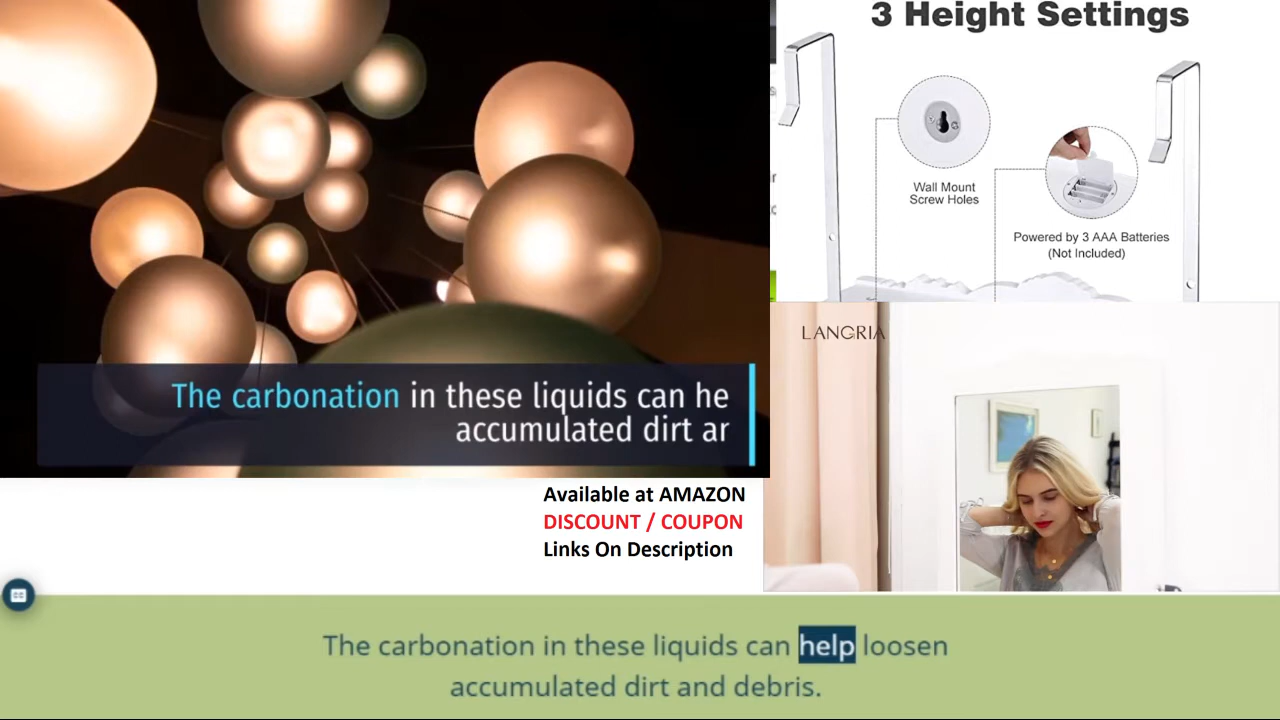 The carbonation in these liquids can he
accumulated dirt ar
3 Height Settings
Wall Mount
Screw Holes
Powered by 3 AAA Batteries
(Not Included)
LANGRIA
Available at AMAZON
DISCOUNT / COUPON
Links On Description
CC
The carbonation in these liquids can help loosen
accumulated dirt and debris.